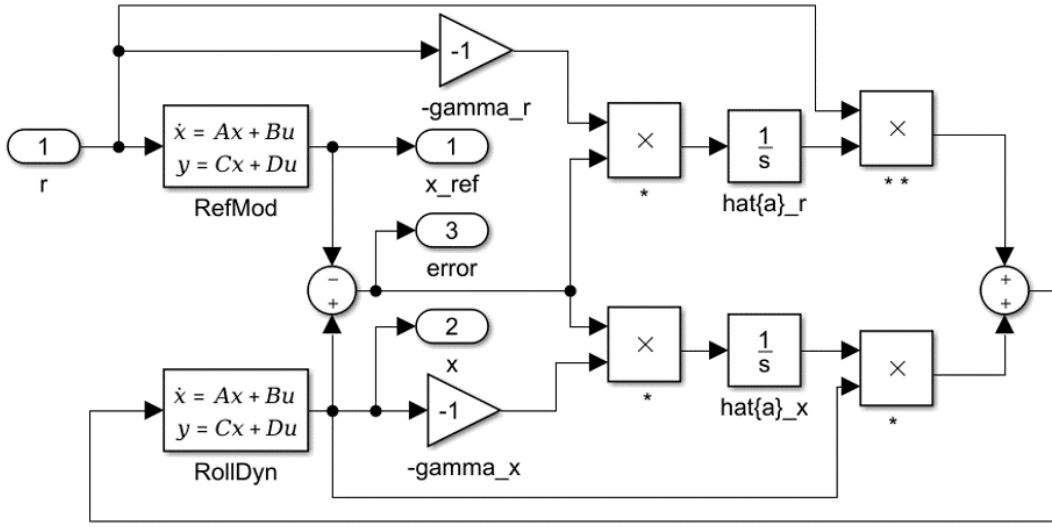 -1
-gamma_r
1
r
ẋ = Ax + Bu
y = Cx + Du
RefMod
1
x_ref
×
*
1
s
hat{a}_r
×
* *
3
error
−
+
+
+
2
x
ẋ = Ax + Bu
y = Cx + Du
RollDyn
-1
-gamma_x
×
*
1
s
hat{a}_x
×
*